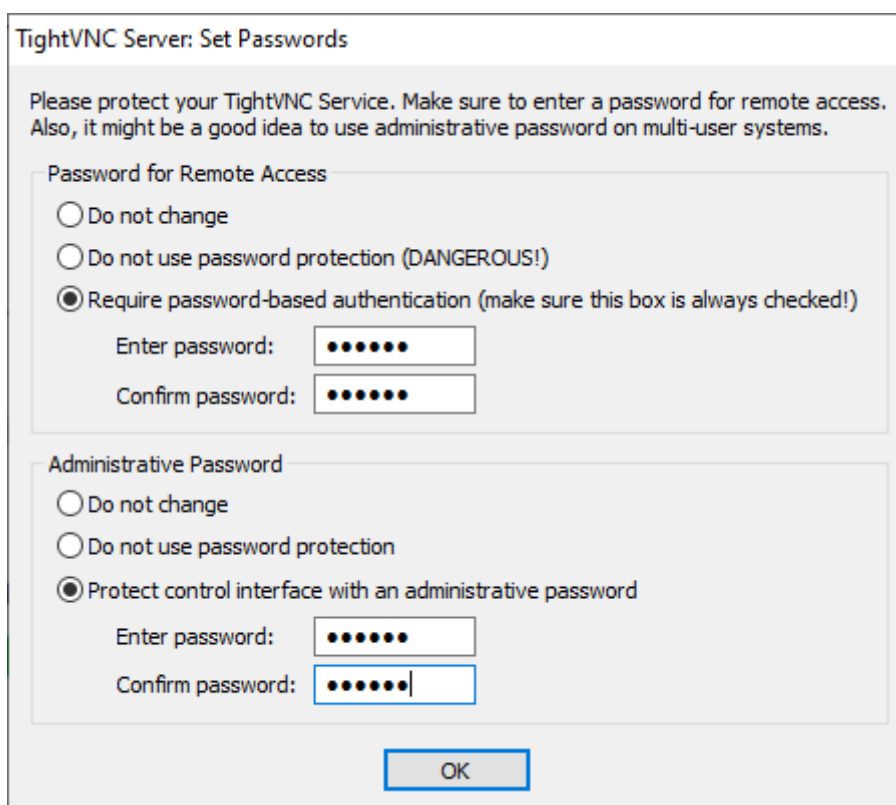 TightVNC Server: Set Passwords
Please protect your TightVNC Service. Make sure to enter a password for remote access.
Also, it might be a good idea to use administrative password on multi-user systems.
Password for Remote Access
Do not change
Do not use password protection (DANGEROUS!)
Require password-based authentication (make sure this box is always checked!)
Enter password: ●●●●●●
Confirm password: ●●●●●●
Administrative Password
Do not change
Do not use password protection
Protect control interface with an administrative password
Enter password: ●●●●●●
Confirm password: ●●●●●●
OK